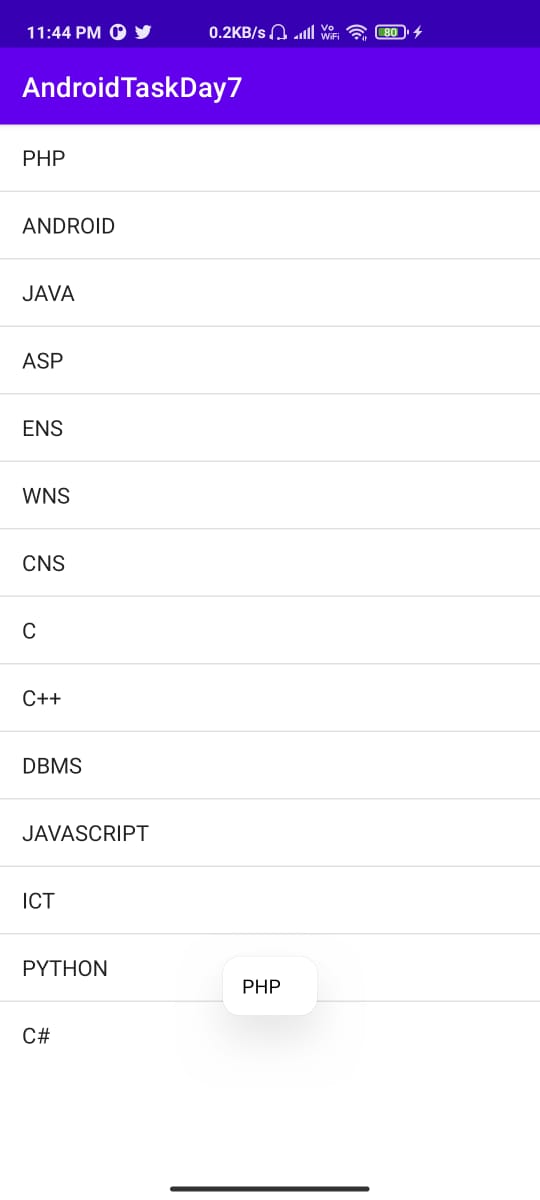 11:44 PM 0.2KB/s Vo WiFi 80
AndroidTaskDay7
PHP
ANDROID
JAVA
ASP
ENS
WNS
CNS
C
C++
DBMS
JAVASCRIPT
ICT
PYTHON
PHP
C#